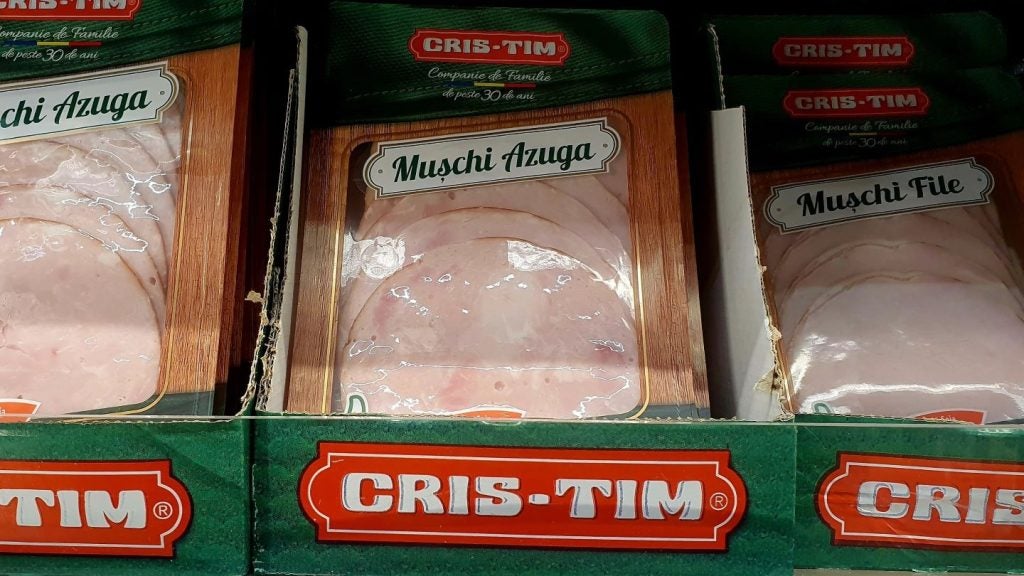 CRIS-TIM
Companie de Familie
de peste 30 de ani
chi Azuga
TIM®
CRIS-TIM®
Companie de Familie
de peste 30 de ani
Mușchi Azuga
CRIS-TIM®
CRIS-TIM
CRIS-TIM
Companie de Familie
de peste 30 de ani
Mușchi File
CRIS